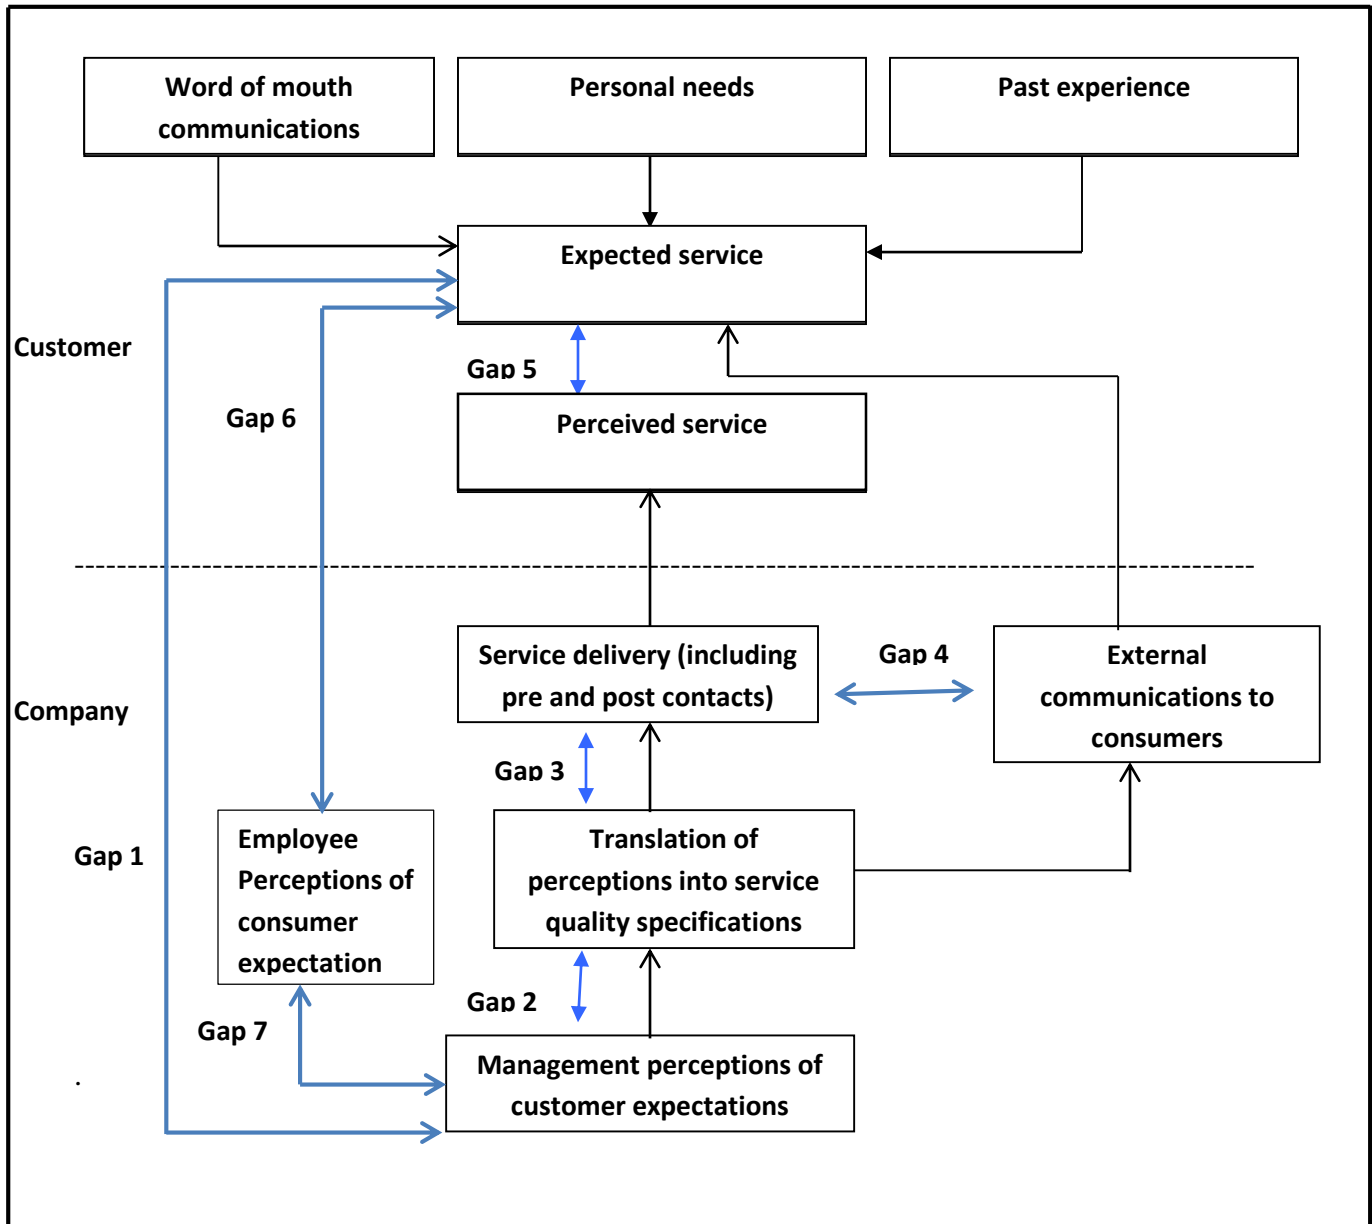 Word of mouth
communications
Personal needs
Past experience
Expected service
Customer
Gap 5
Gap 6
Perceived service
Service delivery (including
pre and post contacts)
Gap 4
External
communications to
consumers
Company
Gap 3
Gap 1
Employee
Perceptions of
consumer
expectation
Translation of
perceptions into service
quality specifications
Gap 2
Gap 7
Management perceptions of
customer expectations
.